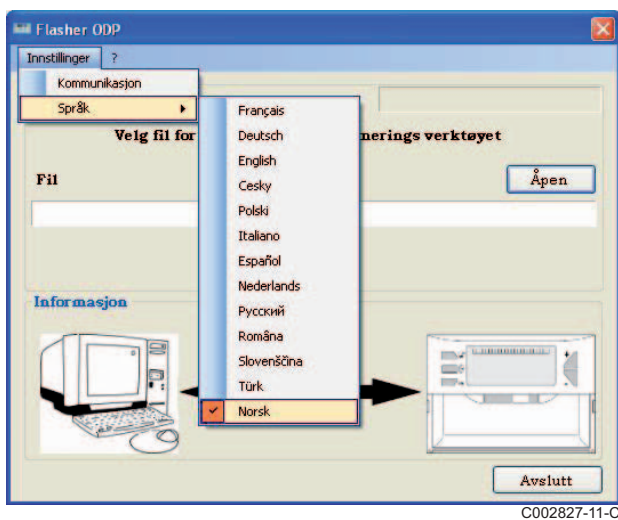 Flasher ODP
Innstillinger ?
Kommunikasjon
Språk
Français
Deutsch
English
Cesky
Polski
Italiano
Español
Nederlands
Русский
Româna
Slovenščina
Türk
Norsk
Velg fil for nerings verktøyet
Fil
Åpen
Informasjon
Avslutt
C002827-11-C